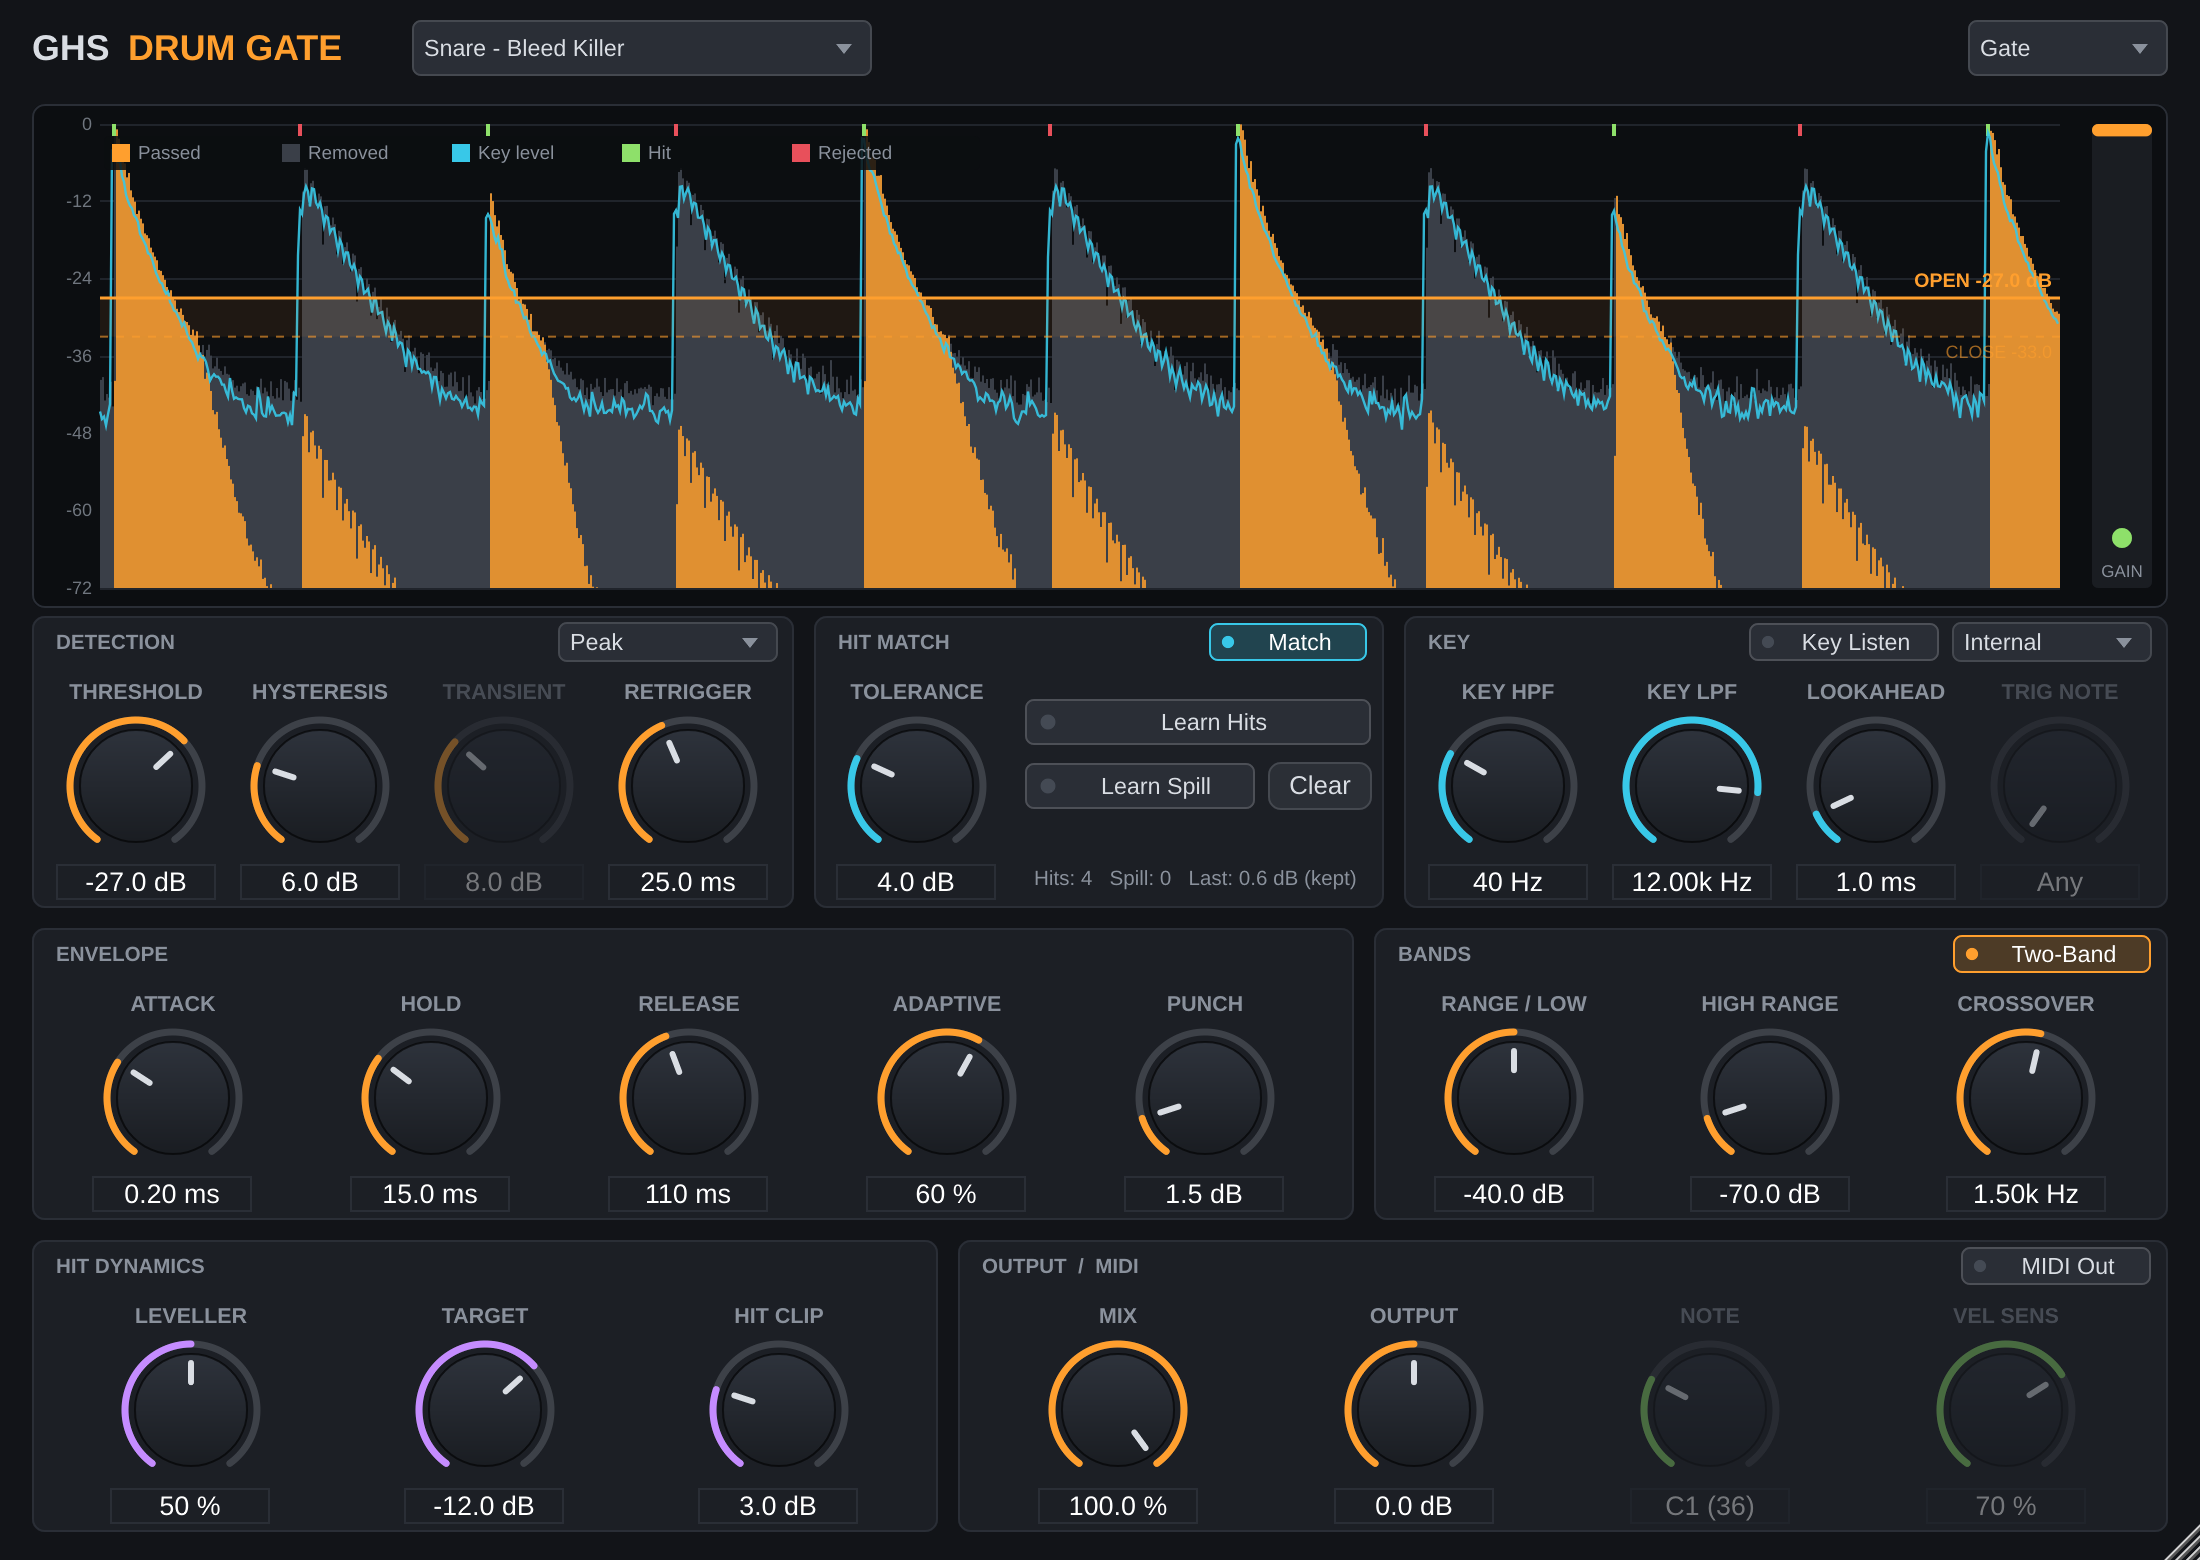 GHS DRUM GATE
Snare - Bleed Killer
Gate
0
Passed
Removed
Key level
Hit
Rejected
-12
-24
OPEN -27.0 dB
-36
CLOSE -33.0
-48
-60
-72
GAIN
DETECTION
Peak
THRESHOLD
HYSTERESIS
TRANSIENT
RETRIGGER
-27.0 dB
6.0 dB
8.0 dB
25.0 ms
HIT MATCH
Match
TOLERANCE
Learn Hits
Learn Spill
Clear
4.0 dB
Hits: 4 Spill: 0 Last: 0.6 dB (kept)
KEY
Key Listen
Internal
KEY HPF
KEY LPF
LOOKAHEAD
TRIG NOTE
40 Hz
12.00k Hz
1.0 ms
Any
ENVELOPE
ATTACK
HOLD
RELEASE
ADAPTIVE
PUNCH
0.20 ms
15.0 ms
110 ms
60 %
1.5 dB
BANDS
Two-Band
RANGE / LOW
HIGH RANGE
CROSSOVER
-40.0 dB
-70.0 dB
1.50k Hz
HIT DYNAMICS
LEVELLER
TARGET
HIT CLIP
50 %
-12.0 dB
3.0 dB
OUTPUT / MIDI
MIDI Out
MIX
OUTPUT
NOTE
VEL SENS
100.0 %
0.0 dB
C1 (36)
70 %